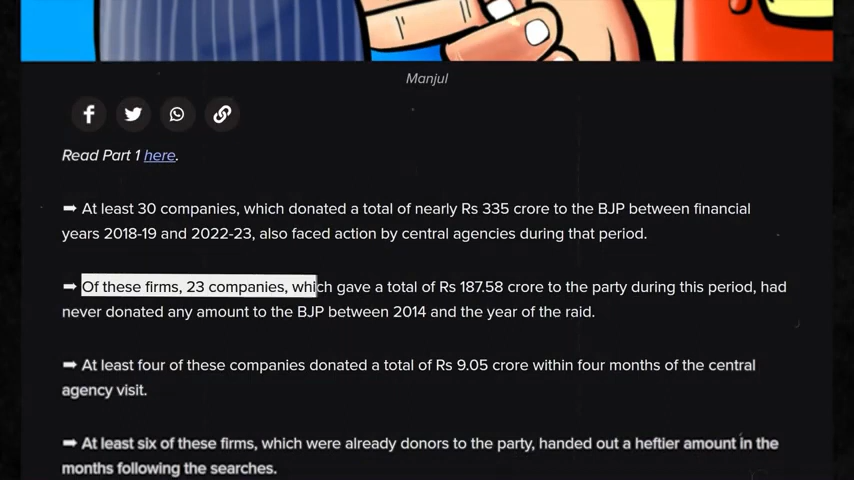 Manjul
Read Part 1 here.
➡ At least 30 companies, which donated a total of nearly Rs 335 crore to the BJP between financial
years 2018-19 and 2022-23, also faced action by central agencies during that period.
➡ Of these firms, 23 companies, which gave a total of Rs 187.58 crore to the party during this period, had
never donated any amount to the BJP between 2014 and the year of the raid.
➡ At least four of these companies donated a total of Rs 9.05 crore within four months of the central
agency visit.
➡ At least six of these firms, which were already donors to the party, handed out a heftier amount in the
months following the searches.